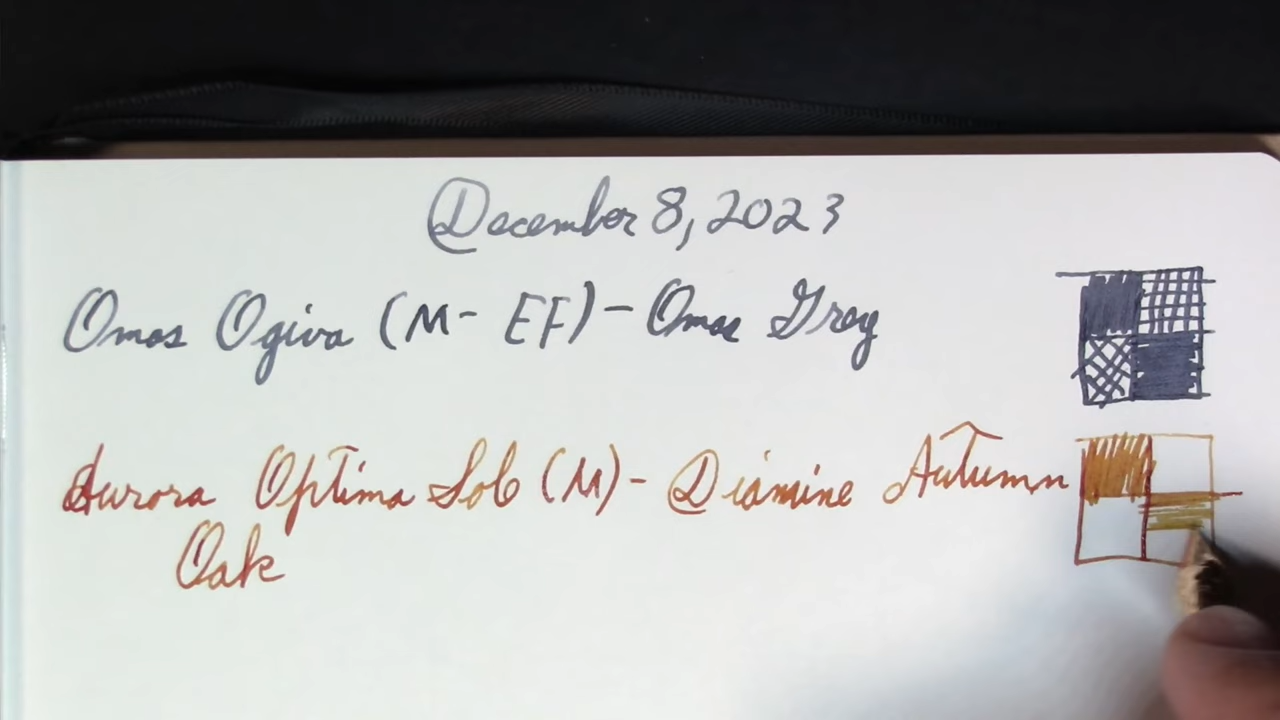 December 8, 2023
Omas Ogiva (M- EF) - Omas Grey
Aurora Optima Sole (M) - Diamine Autumn
Oak